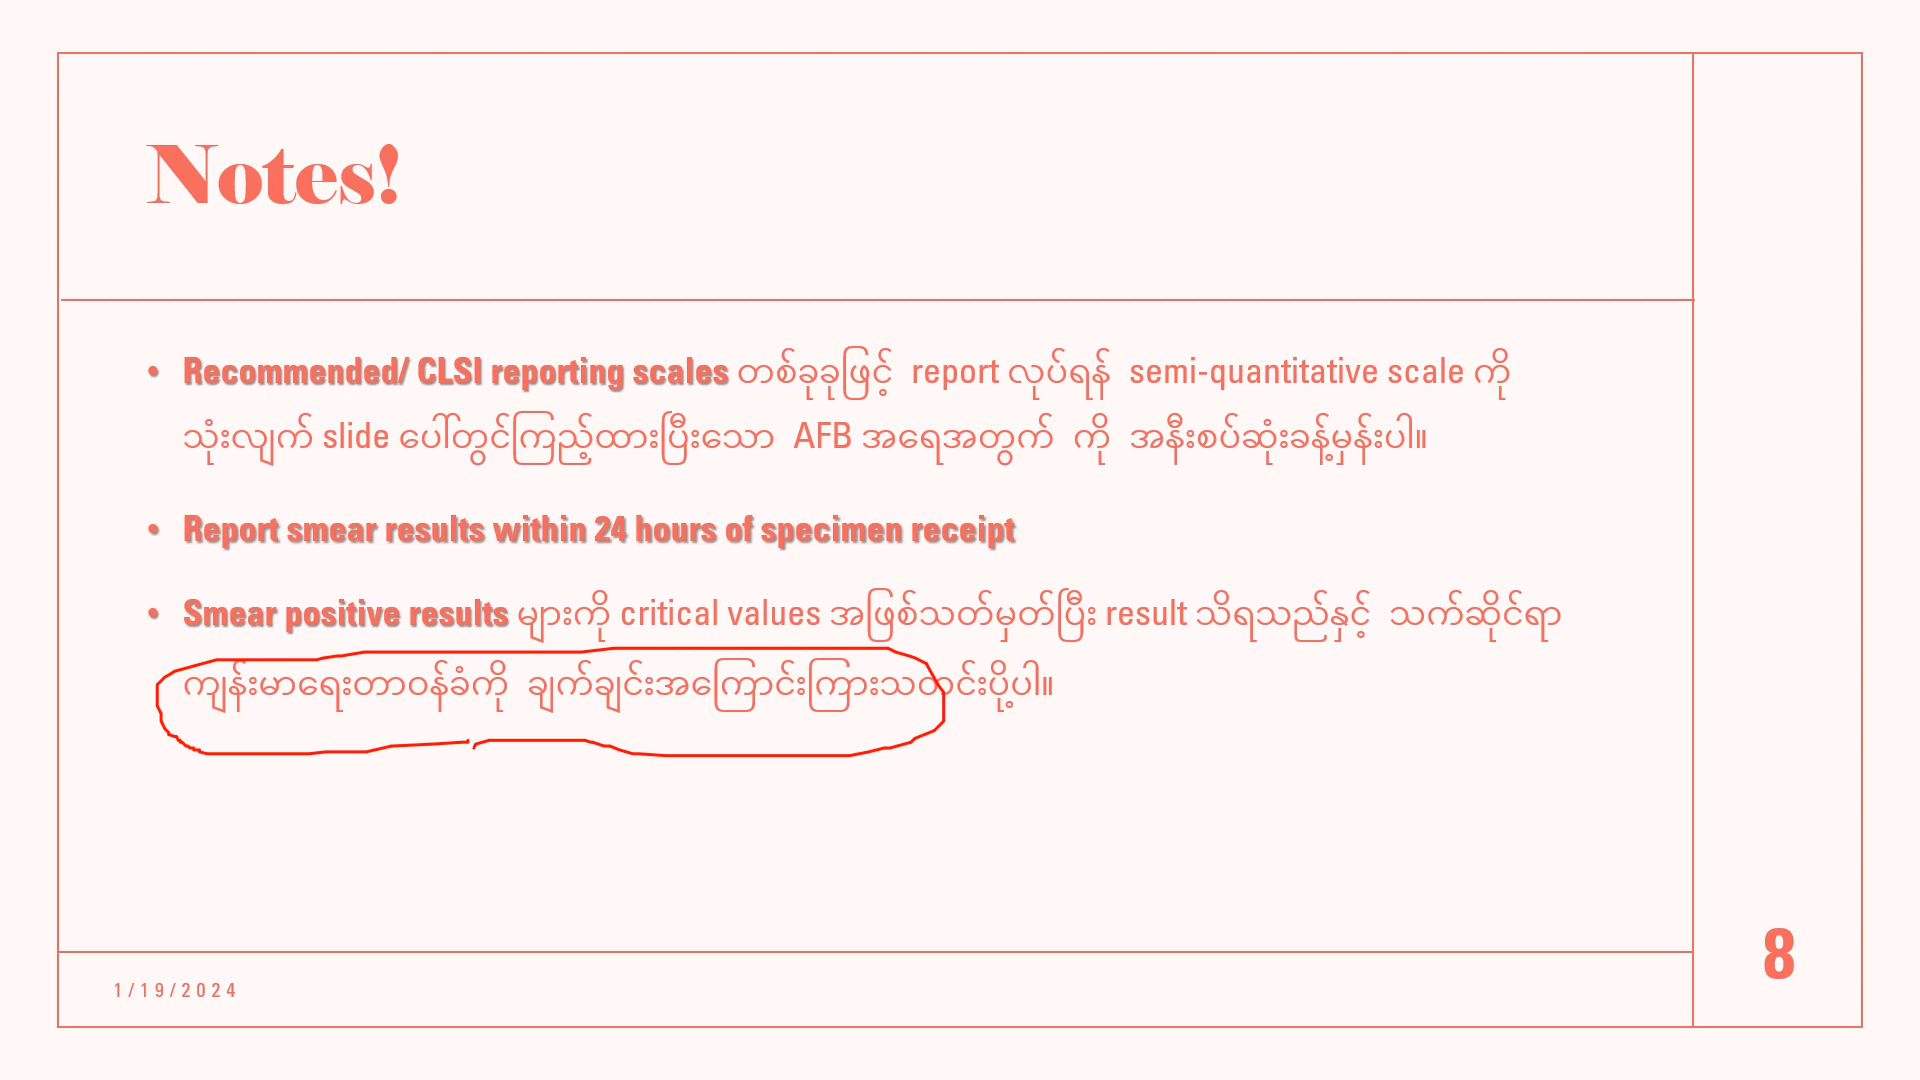 Notes!
• Recommended/ CLSI reporting scales တစ်ခုခုဖြင့် report လုပ်ရန် semi-quantitative scale ကို
သုံးလျက် slide ပေါ်တွင်ကြည့်ထားပြီးသော AFB အရေအတွက် ကို အနီးစပ်ဆုံးခန့်မှန်းပါ။
• Report smear results within 24 hours of specimen receipt
• Smear positive results များကို critical values အဖြစ်သတ်မှတ်ပြီး result သိရသည်နှင့် သက်ဆိုင်ရာ
ကျန်းမာရေးတာဝန်ခံကို ချက်ချင်းအကြောင်းကြားသတင်းပို့ပါ။
8
1/19/2024